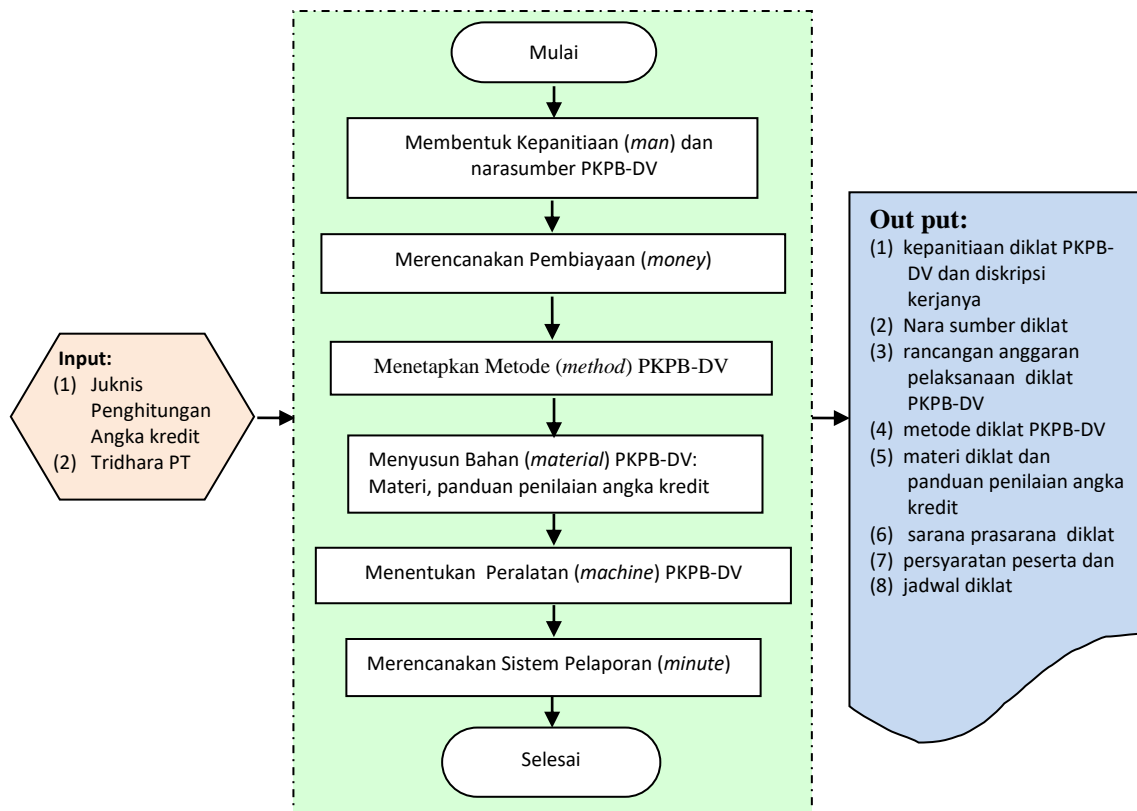 Input:
(1) Juknis
Penghitungan
Angka kredit
(2) Tridhara PT
Mulai
Membentuk Kepanitiaan (man) dan
narasumber PKPB-DV
Merencanakan Pembiayaan (money)
Menetapkan Metode (method) PKPB-DV
Menyusun Bahan (material) PKPB-DV:
Materi, panduan penilaian angka kredit
Menentukan Peralatan (machine) PKPB-DV
Merencanakan Sistem Pelaporan (minute)
Selesai
Out put:
(1) kepanitiaan diklat PKPB-
DV dan diskripsi
kerjanya
(2) Nara sumber diklat
(3) rancangan anggaran
pelaksanaan diklat
PKPB-DV
(4) metode diklat PKPB-DV
(5) materi diklat dan
panduan penilaian angka
kredit
(6) sarana prasarana diklat
(7) persyaratan peserta dan
(8) jadwal diklat